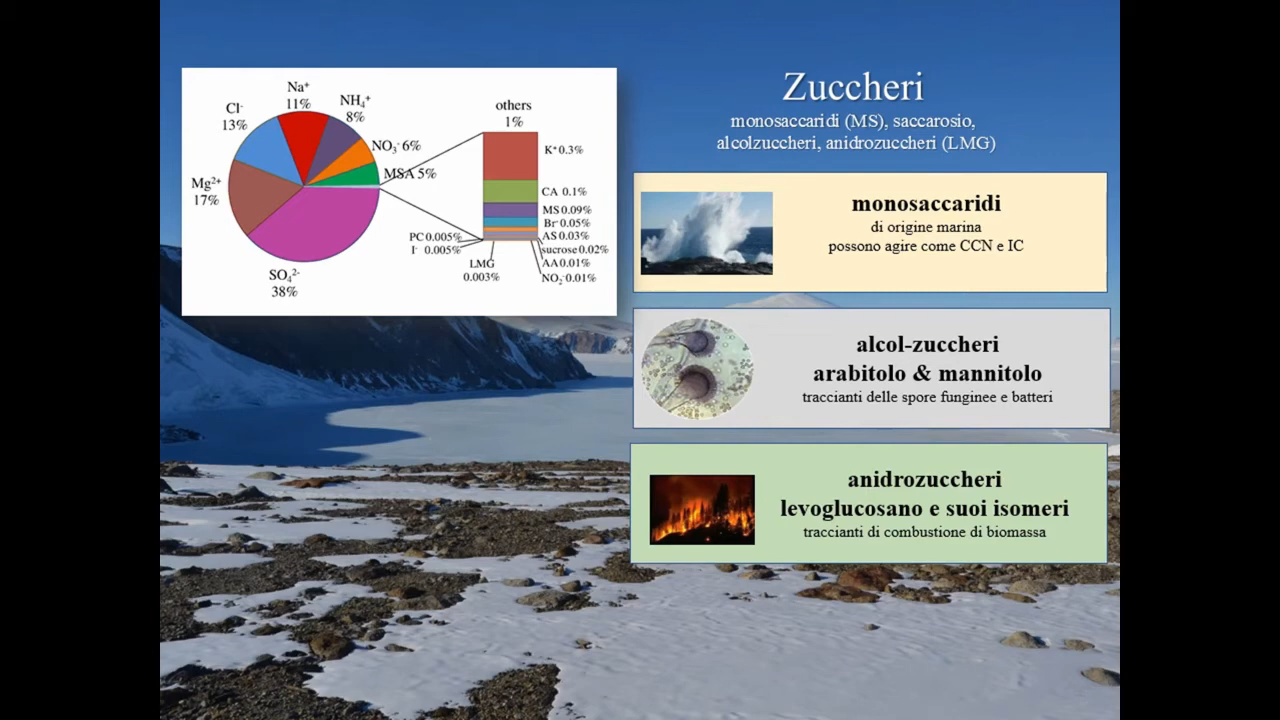 Na⁺
11%
Cl⁻
13%
NH₄⁺
8%
NO₃⁻ 6%
MSA 5%
Mg²⁺
17%
SO₄²⁻
38%
others
1%
K⁺ 0.3%
CA 0.1%
MS 0.09%
Br⁻ 0.05%
AS 0.03%
sucrose 0.02%
AA 0.01%
NO₂⁻ 0.01%
PC 0.005%
I⁻ 0.005%
LMG
0.003%
Zuccheri
monosaccaridi (MS), saccarosio,
alcolzuccheri, anidrozuccheri (LMG)
monosaccaridi
di origine marina
possono agire come CCN e IC
alcol-zuccheri
arabitolo & mannitolo
traccianti delle spore funginee e batteri
anidrozuccheri
levoglucosano e suoi isomeri
traccianti di combustione di biomassa